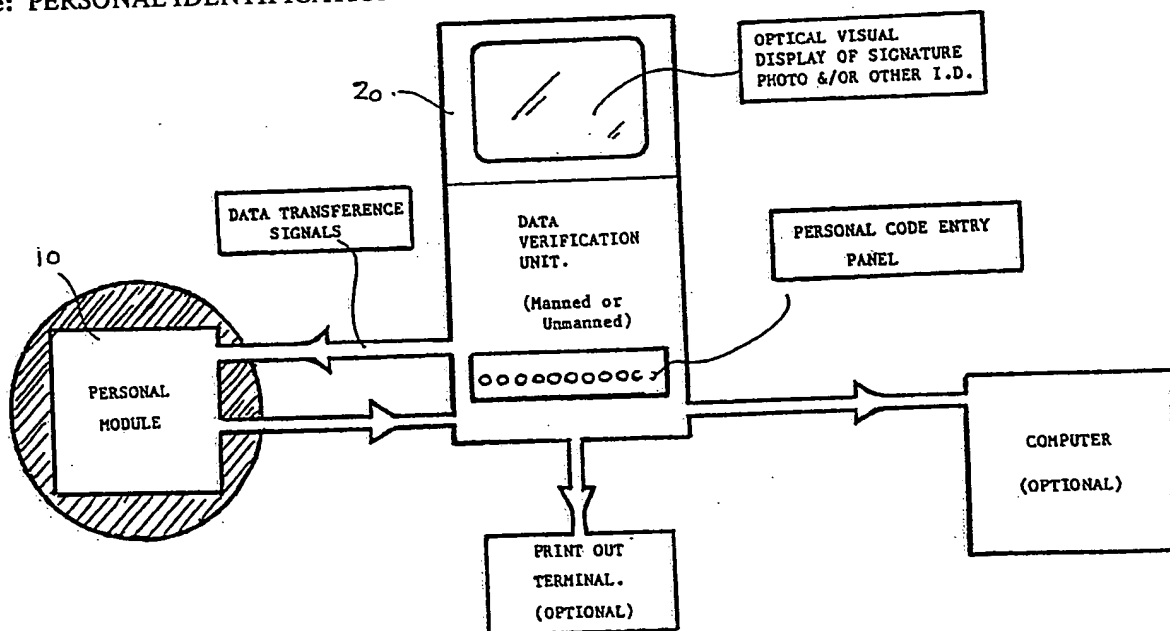 e: PERSONAL IDENTIFICATION
OPTICAL VISUAL
DISPLAY OF SIGNATURE
PHOTO &/OR OTHER I.D.
20
DATA TRANSFERENCE
SIGNALS
DATA
VERIFICATION
UNIT.
(Manned or
Unmanned)
PERSONAL CODE ENTRY
PANEL
10
PERSONAL
MODULE
COMPUTER
(OPTIONAL)
PRINT OUT
TERMINAL.
(OPTIONAL)